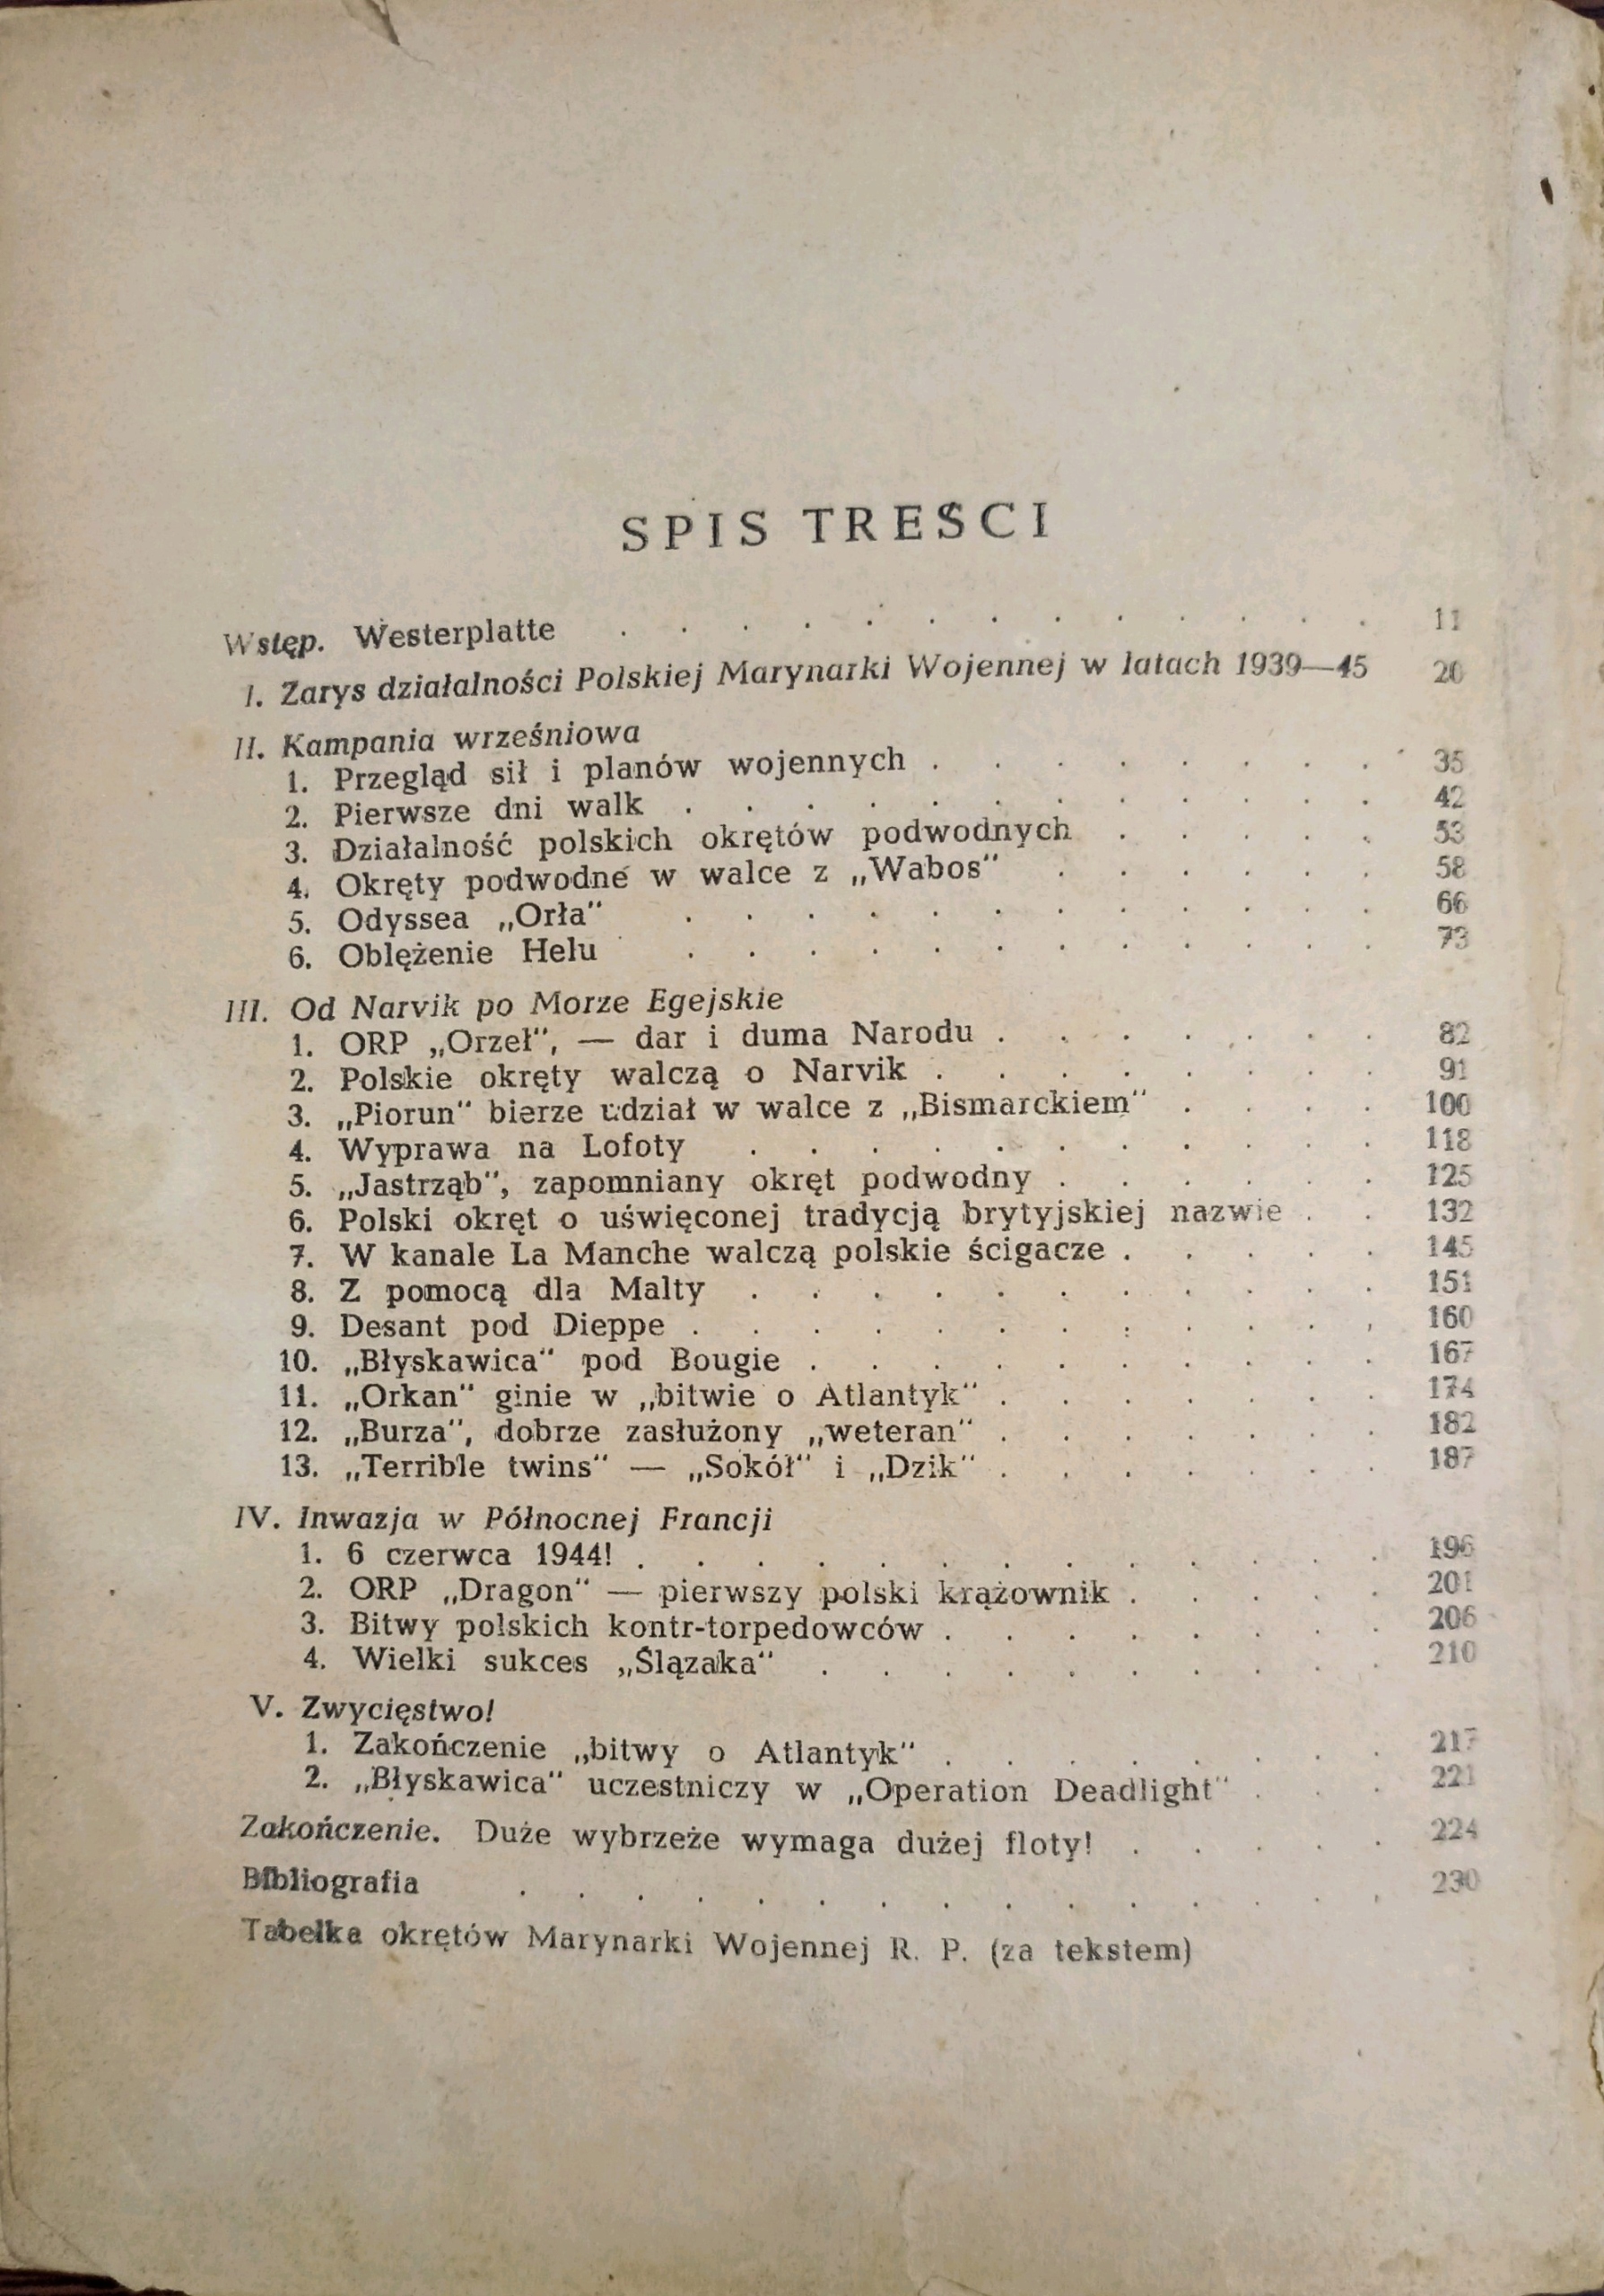 SPIS TREŚCI
Wstęp. Westerplatte . . . . . . . . . . . . . 11
I. Zarys działalności Polskiej Marynarki Wojennej w latach 1939—45 20
II. Kampania wrześniowa
1. Przegląd sił i planów wojennych . . . . . . . . 35
2. Pierwsze dni walk . . . . . . . . . . . . 42
3. Działalność polskich okrętów podwodnych . . . . . 53
4. Okręty podwodne w walce z „Wabos" . . . . . . 58
5. Odyssea „Orła" . . . . . . . . . . . . 66
6. Oblężenie Helu . . . . . . . . . . . . 73
III. Od Narvik po Morze Egejskie
1. ORP „Orzeł", — dar i duma Narodu . . . . . . . 82
2. Polskie okręty walczą o Narvik . . . . . . . . 91
3. „Piorun" bierze udział w walce z „Bismarckiem" . . . . 100
4. Wyprawa na Lofoty . . . . . . . . . . . 118
5. „Jastrząb", zapomniany okręt podwodny . . . . . . 125
6. Polski okręt o uświęconej tradycją brytyjskiej nazwie . . 132
7. W kanale La Manche walczą polskie ścigacze . . . . . 145
8. Z pomocą dla Malty . . . . . . . . . . . 151
9. Desant pod Dieppe . . . . . . . . . . . . 160
10. „Błyskawica" pod Bougie . . . . . . . . . . 167
11. „Orkan" ginie w „bitwie o Atlantyk" . . . . . . . 174
12. „Burza", dobrze zasłużony „weteran" . . . . . . . 182
13. „Terrible twins" — „Sokół" i „Dzik" . . . . . . . 187
IV. Inwazja w Północnej Francji
1. 6 czerwca 1944! . . . . . . . . . . . . . 196
2. ORP „Dragon" — pierwszy polski krążownik . . . . . 201
3. Bitwy polskich kontr-torpedowców . . . . . . . . 206
4. Wielki sukces „Ślązaka" . . . . . . . . . . 210
V. Zwycięstwo!
1. Zakończenie „bitwy o Atlantyk" . . . . . . . . 217
2. „Błyskawica" uczestniczy w „Operation Deadlight" . . . 221
Zakończenie. Duże wybrzeże wymaga dużej floty! . . . . . 224
Bibliografia . . . . . . . . . . . . . . . 230
Tabelka okrętów Marynarki Wojennej R. P. (za tekstem)